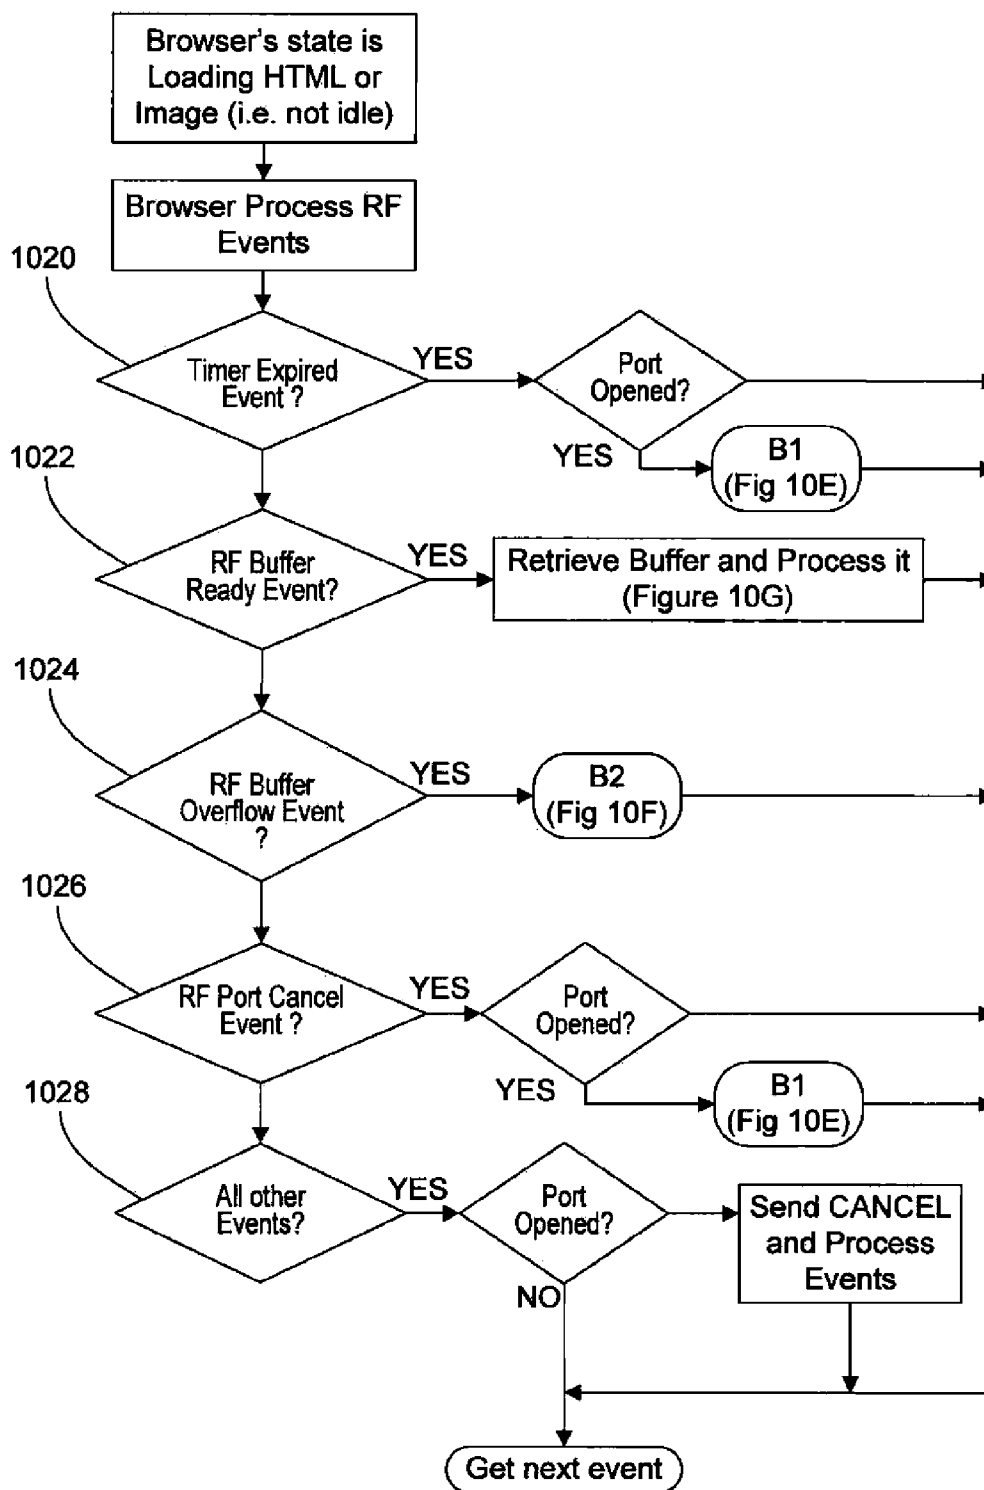 Browser's state is
Loading HTML or
Image (i.e. not idle)
Browser Process RF
Events
1020
Timer Expired
Event ?
YES
Port
Opened?
YES
B1
(Fig 10E)
1022
RF Buffer
Ready Event?
YES
Retrieve Buffer and Process it
(Figure 10G)
1024
RF Buffer
Overflow Event
?
YES
B2
(Fig 10F)
1026
RF Port Cancel
Event ?
YES
Port
Opened?
YES
B1
(Fig 10E)
1028
All other
Events?
YES
Port
Opened?
NO
Send CANCEL
and Process
Events
Get next event